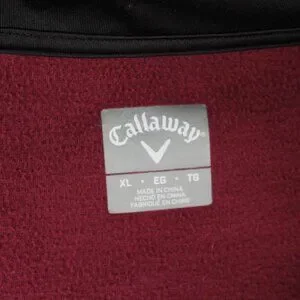 Callaway
XL • EG • TG
MADE IN CHINA
HECHO EN CHINA
FABRIQUÉ EN CHINE